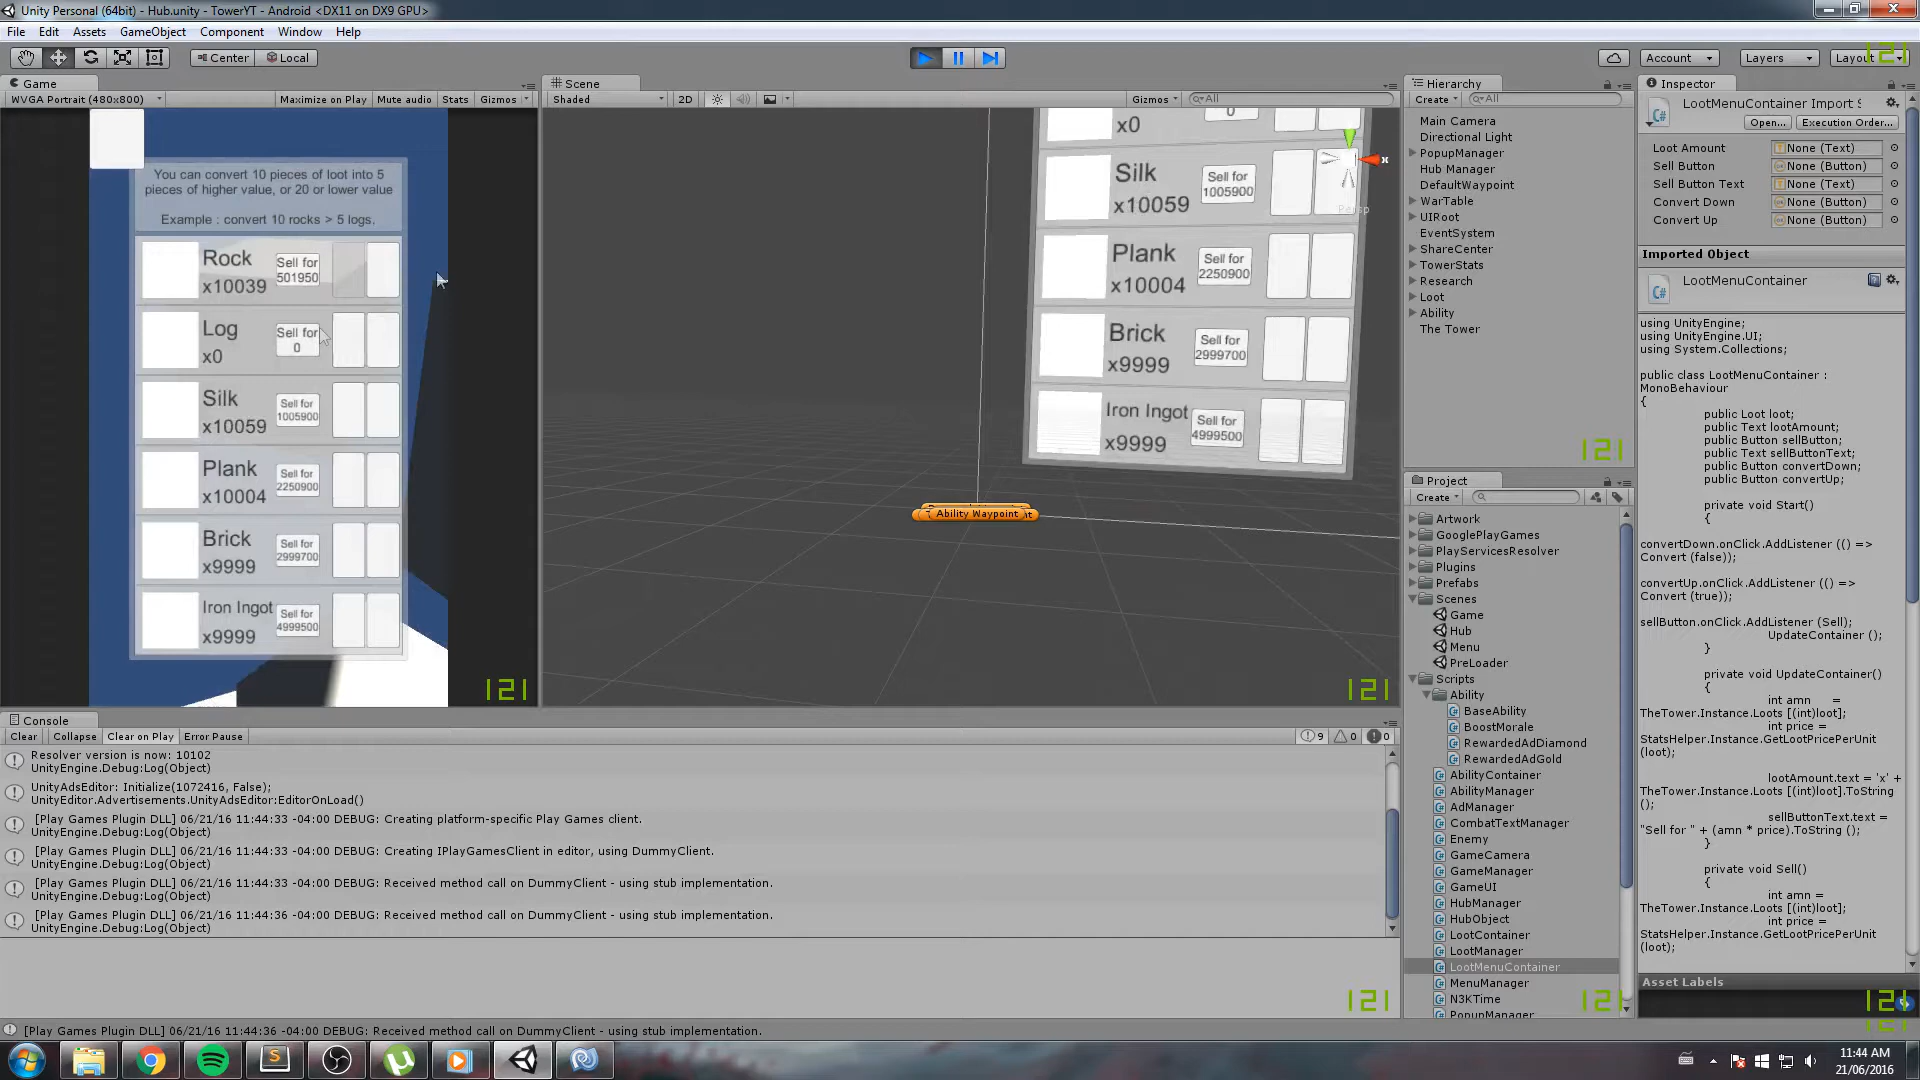 Unity Personal (64bit) - Hub.unity - TowerYT - Android <DX11 on DX9 GPU>
File Edit Assets GameObject Component Window Help
Center Local
Account Layers Layout
121
Game
WVGA Portrait (480x800) Maximize on Play Mute audio Stats Gizmos
You can convert 10 pieces of loot into 5
pieces of higher value, or 20 or lower value
Example : convert 10 rocks > 5 logs.
Rock
x10039
Sell for
501950
Log
x0
Sell for
0
Silk
x10059
Sell for
1005900
Plank
x10004
Sell for
2250900
Brick
x9999
Sell for
2999700
Iron Ingot
x9999
Sell for
4999500
121
Scene
Shaded 2D Gizmos All
x0
0
Silk
x10059
Sell for
1005900
Plank
x10004
Sell for
2250900
Brick
x9999
Sell for
2999700
Iron Ingot
x9999
Sell for
4999500
x
Persp
Ability Waypoint
121
Hierarchy
Create All
Main Camera
Directional Light
PopupManager
Hub Manager
DefaultWaypoint
WarTable
UIRoot
EventSystem
ShareCenter
TowerStats
Research
Loot
Ability
The Tower
121
Project
Create
Artwork
GooglePlayGames
PlayServicesResolver
Plugins
Prefabs
Scenes
Game
Hub
Menu
PreLoader
Scripts
Ability
BaseAbility
BoostMorale
RewardedAdDiamond
RewardedAdGold
AbilityContainer
AbilityManager
AdManager
CombatTextManager
Enemy
GameCamera
GameManager
GameUI
HubManager
HubObject
LootContainer
LootManager
LootMenuContainer
MenuManager
N3KTime
PopupManager
121
Inspector
LootMenuContainer Import S
Open... Execution Order...
Loot Amount None (Text)
Sell Button None (Button)
Sell Button Text None (Text)
Convert Down None (Button)
Convert Up None (Button)
Imported Object
LootMenuContainer
using UnityEngine;
using UnityEngine.UI;
using System.Collections;
public class LootMenuContainer :
MonoBehaviour
{
public Loot loot;
public Text lootAmount;
public Button sellButton;
public Text sellButtonText;
public Button convertDown;
public Button convertUp;
private void Start()
{
convertDown.onClick.AddListener (() =>
Convert (false));
convertUp.onClick.AddListener (() =>
Convert (true));
sellButton.onClick.AddListener (Sell);
UpdateContainer ();
}
private void UpdateContainer()
{
int amn =
TheTower.Instance.Loots [(int)loot];
int price =
StatsHelper.Instance.GetLootPricePerUnit
(loot);
lootAmount.text = 'x' +
TheTower.Instance.Loots [(int)loot].ToString
();
sellButtonText.text =
"Sell for " + (amn * price).ToString ();
}
private void Sell()
{
int amn =
TheTower.Instance.Loots [(int)loot];
int price =
StatsHelper.Instance.GetLootPricePerUnit
(loot);
Asset Labels
121
Console
Clear Collapse Clear on Play Error Pause 9 0 0
Resolver version is now: 10102
UnityEngine.Debug:Log(Object)
UnityAdsEditor: Initialize(1072416, False);
UnityEditor.Advertisements.UnityAdsEditor:EditorOnLoad()
[Play Games Plugin DLL] 06/21/16 11:44:33 -04:00 DEBUG: Creating platform-specific Play Games client.
UnityEngine.Debug:Log(Object)
[Play Games Plugin DLL] 06/21/16 11:44:33 -04:00 DEBUG: Creating IPlayGamesClient in editor, using DummyClient.
UnityEngine.Debug:Log(Object)
[Play Games Plugin DLL] 06/21/16 11:44:33 -04:00 DEBUG: Received method call on DummyClient - using stub implementation.
UnityEngine.Debug:Log(Object)
[Play Games Plugin DLL] 06/21/16 11:44:36 -04:00 DEBUG: Received method call on DummyClient - using stub implementation.
UnityEngine.Debug:Log(Object)
121
[Play Games Plugin DLL] 06/21/16 11:44:36 -04:00 DEBUG: Received method call on DummyClient - using stub implementation.
121
11:44 AM
21/06/2016